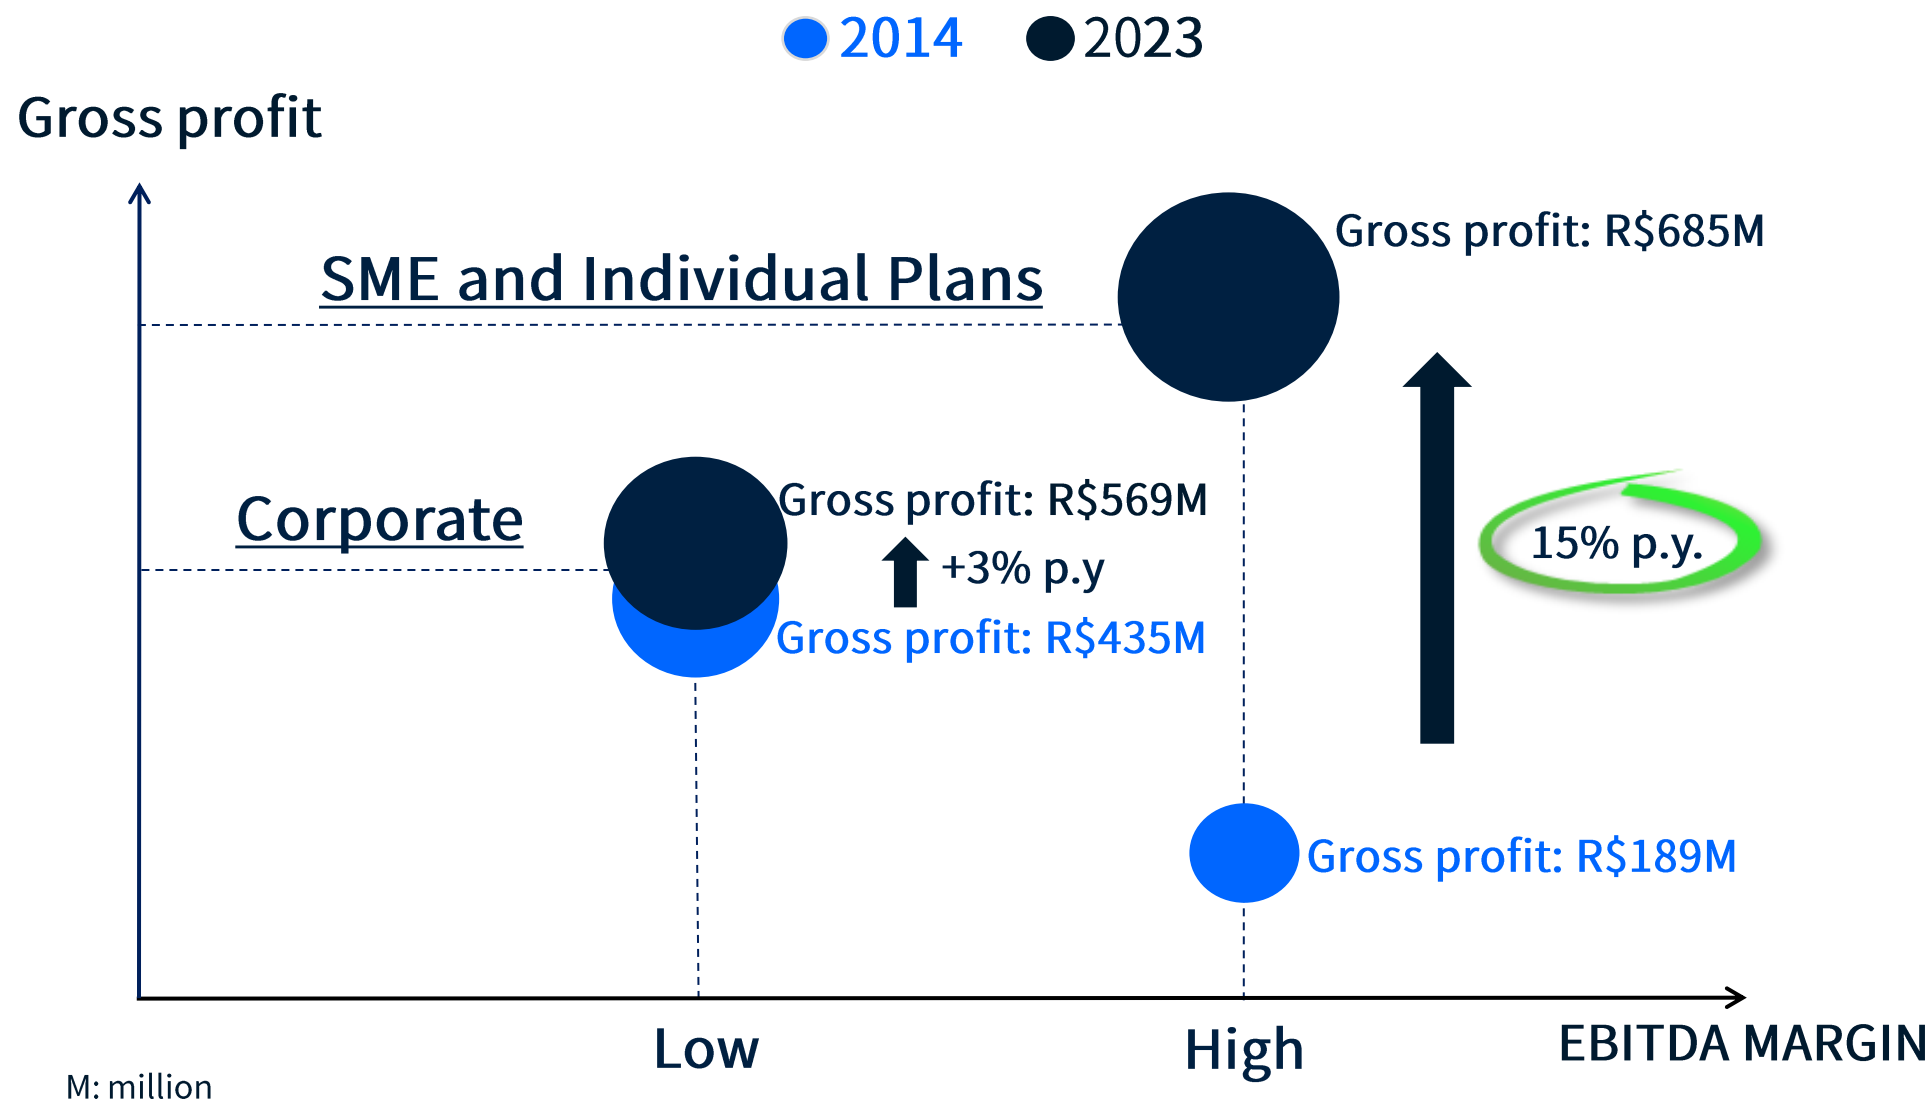 2014
2023
Gross profit
Gross profit: R$685M
SME and Individual Plans
Gross profit: R$569M
Corporate
15% p.y.
+3% p.y
Gross profit: R$435M
Gross profit: R$189M
Low
High
EBITDA MARGIN
M: million